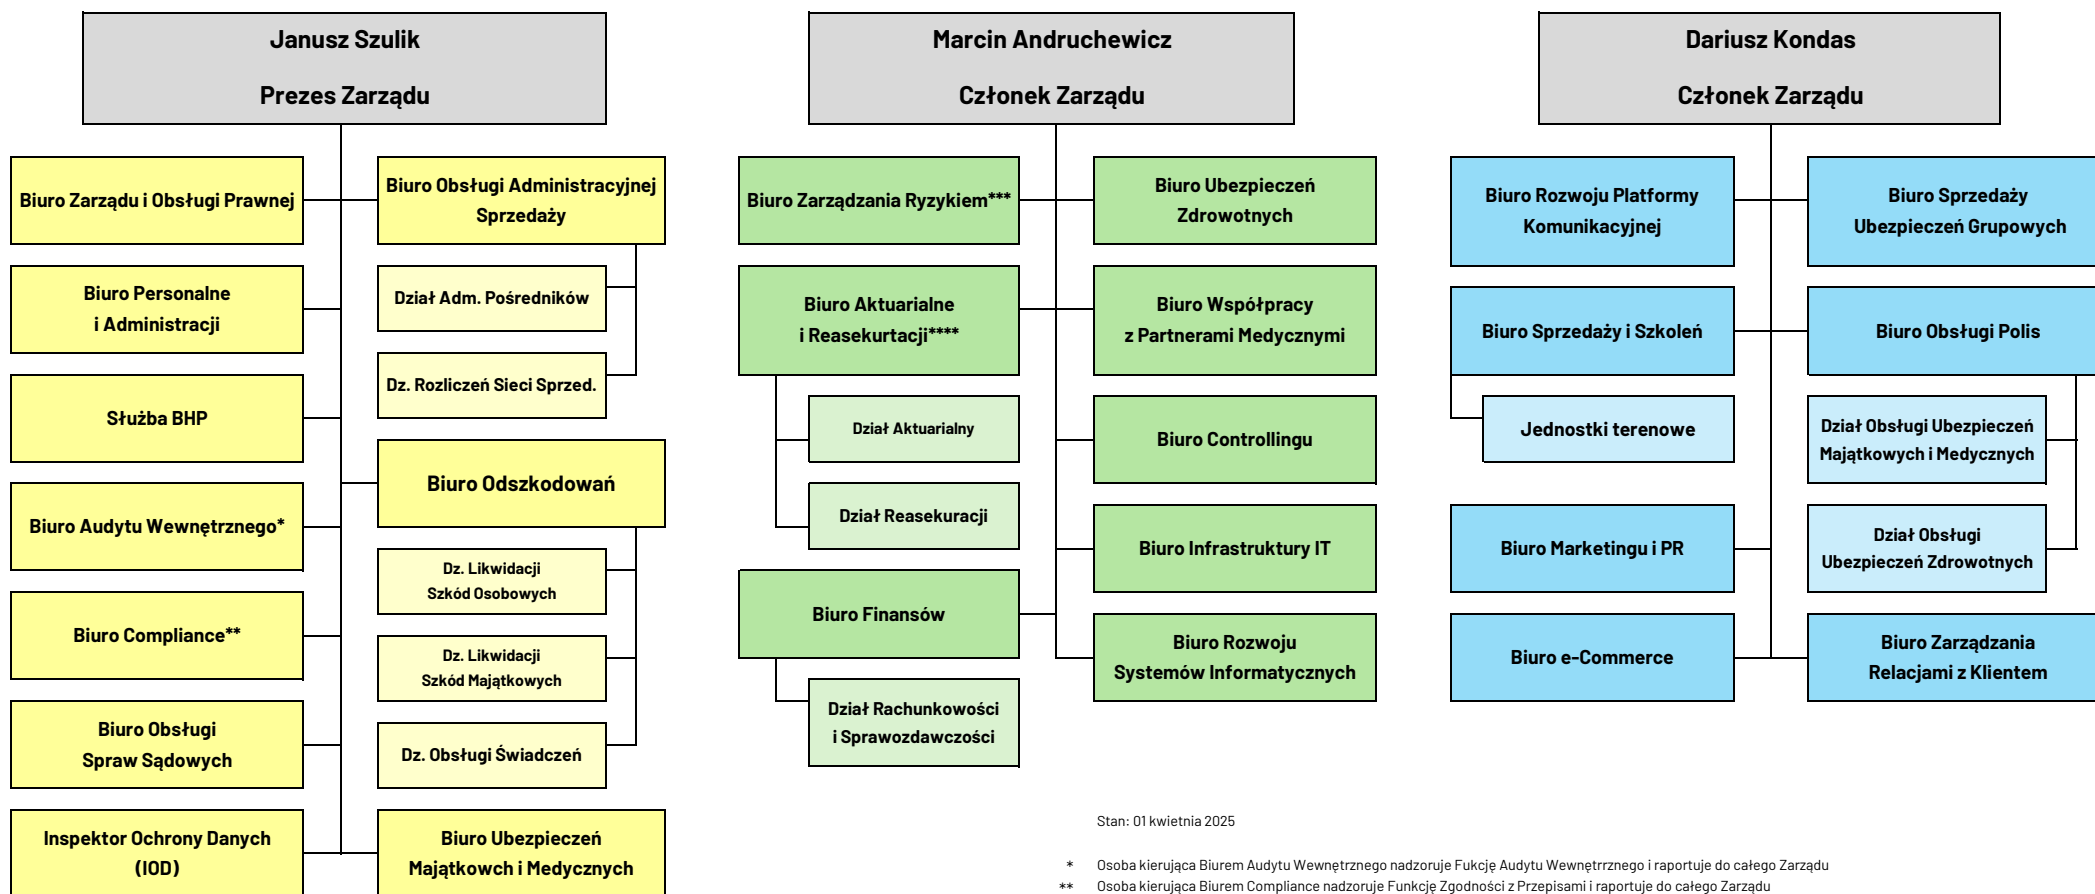 Janusz Szulik
Prezes Zarządu
Biuro Zarządu i Obsługi Prawnej
Biuro Personalne
i Administracji
Służba BHP
Biuro Audytu Wewnętrznego*
Biuro Compliance**
Biuro Obsługi
Spraw Sądowych
Inspektor Ochrony Danych
(IOD)
Biuro Obsługi Administracyjnej
Sprzedaży
Dział Adm. Pośredników
Dz. Rozliczeń Sieci Sprzed.
Biuro Odszkodowań
Dz. Likwidacji
Szkód Osobowych
Dz. Likwidacji
Szkód Majątkowych
Dz. Obsługi Świadczeń
Biuro Ubezpieczeń
Majątkowch i Medycznych
Marcin Andruchewicz
Członek Zarządu
Biuro Zarządzania Ryzykiem***
Biuro Aktuarialne
i Reasekurtacji****
Dział Aktuarialny
Dział Reasekuracji
Biuro Finansów
Dział Rachunkowości
i Sprawozdawczości
Biuro Ubezpieczeń
Zdrowotnych
Biuro Współpracy
z Partnerami Medycznymi
Biuro Controllingu
Biuro Infrastruktury IT
Biuro Rozwoju
Systemów Informatycznych
Dariusz Kondas
Członek Zarządu
Biuro Rozwoju Platformy
Komunikacyjnej
Biuro Sprzedaży i Szkoleń
Jednostki terenowe
Biuro Marketingu i PR
Biuro e-Commerce
Biuro Sprzedaży
Ubezpieczeń Grupowych
Biuro Obsługi Polis
Dział Obsługi Ubezpieczeń
Majątkowych i Medycznych
Dział Obsługi
Ubezpieczeń Zdrowotnych
Biuro Zarządzania
Relacjami z Klientem
Stan: 01 kwietnia 2025
* Osoba kierująca Biurem Audytu Wewnętrznego nadzoruje Fukcję Audytu Wewnętrrznego i raportuje do całego Zarządu
** Osoba kierująca Biurem Compliance nadzoruje Funkcję Zgodności z Przepisami i raportuje do całego Zarządu